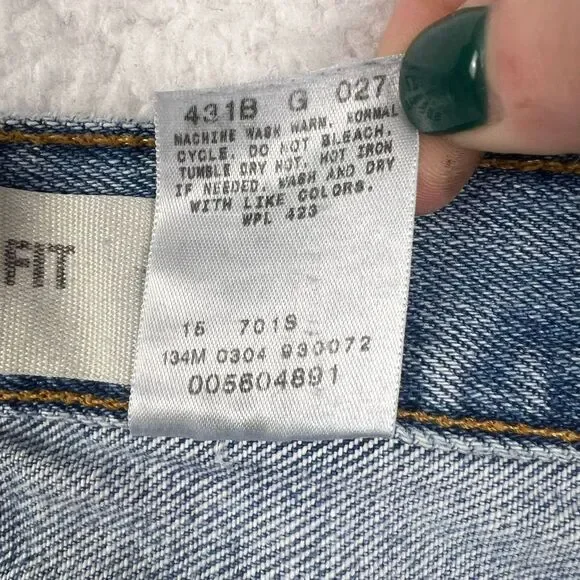 FIT
431B G 027
MACHINE WASH WARM, NORMAL
CYCLE. DO NOT BLEACH.
TUMBLE DRY HOT. HOT IRON
IF NEEDED. WASH AND DRY
WITH LIKE COLORS.
WPL 423
15 701S
134M 0304 930072
005604891